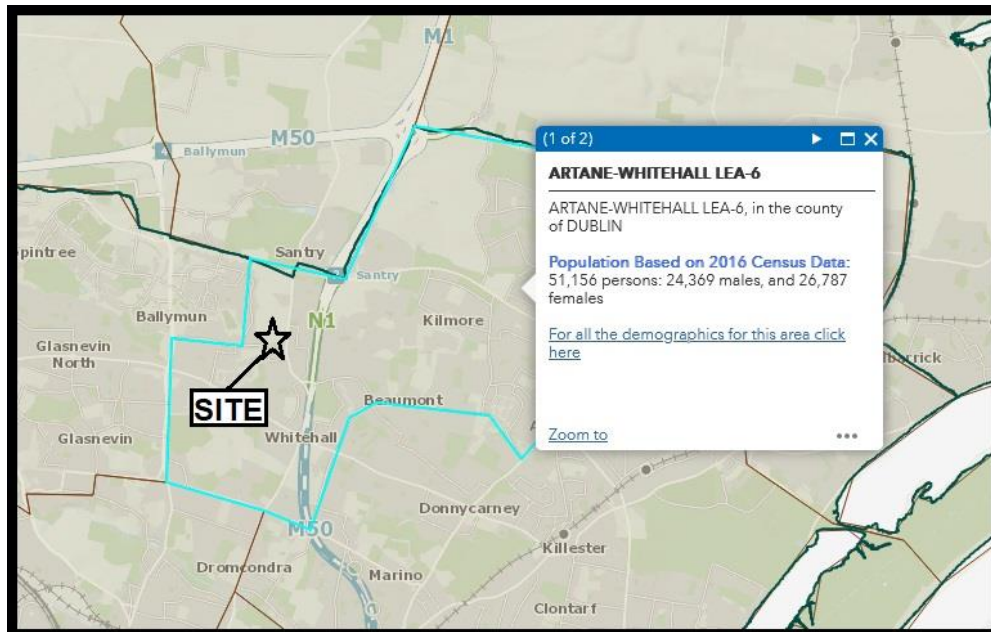 M1
M50
4 Ballymun
Santry
Santry
Ballymun
N1
Kilmore
Glasnevin
North
SITE
Beaumont
Glasnevin
Whitehall
Donnycarney
M50
Killester
Dromcondra
Marino
Clontarf
(1 of 2)
ARTANE-WHITEHALL LEA-6
ARTANE-WHITEHALL LEA-6, in the county
of DUBLIN
Population Based on 2016 Census Data:
51,156 persons: 24,369 males, and 26,787
females
For all the demographics for this area click
here
Zoom to